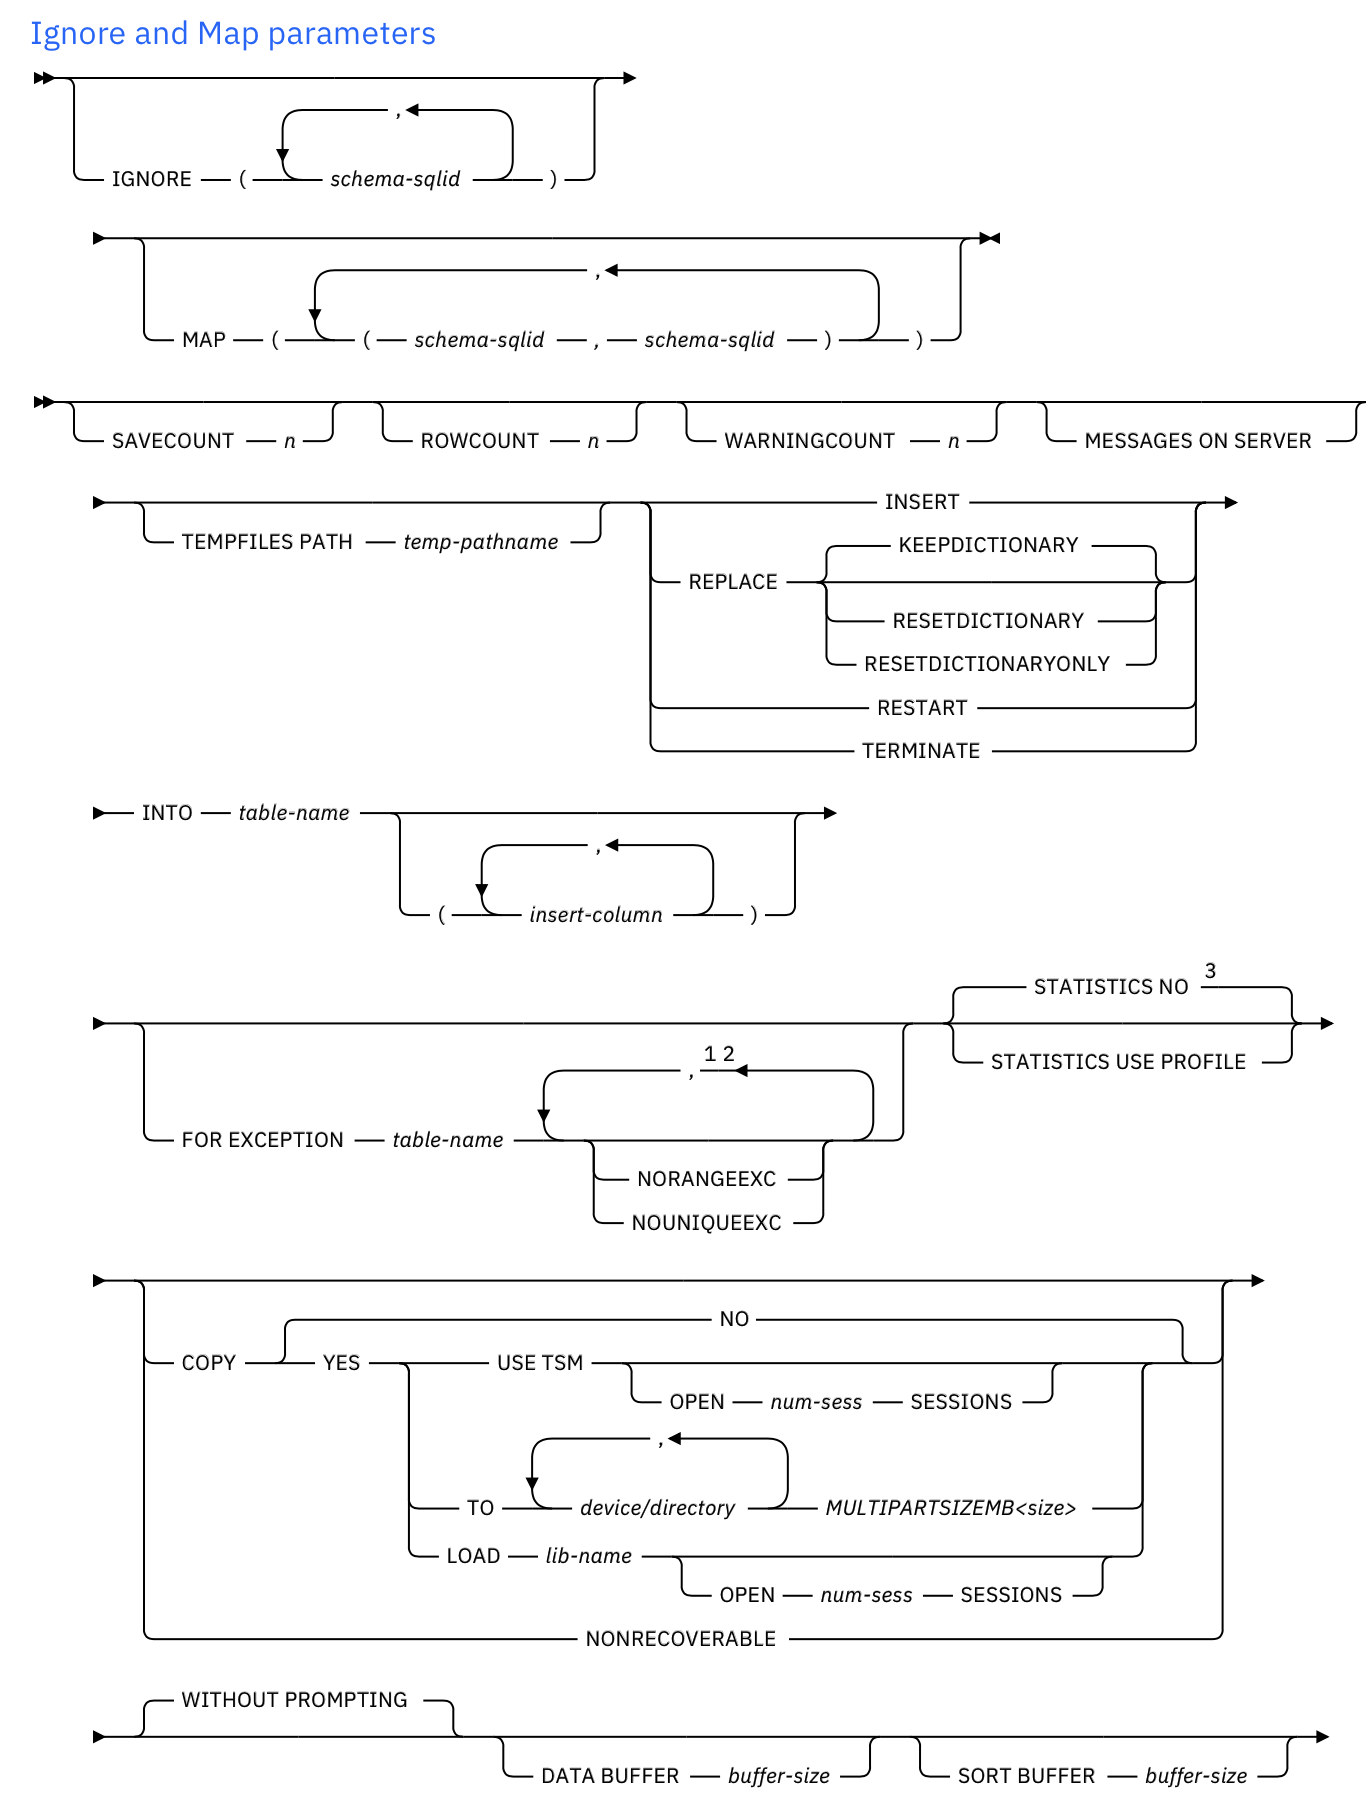 Ignore and Map parameters
,
IGNORE ( schema-sqlid )
,
MAP ( ( schema-sqlid , schema-sqlid ) )
SAVECOUNT n ROWCOUNT n WARNINGCOUNT n MESSAGES ON SERVER
INSERT
TEMPFILES PATH temp-pathname KEEPDICTIONARY
REPLACE
RESETDICTIONARY
RESETDICTIONARYONLY
RESTART
TERMINATE
INTO table-name
,
( insert-column )
3
STATISTICS NO
1 2
, STATISTICS USE PROFILE
FOR EXCEPTION table-name
NORANGEEXC
NOUNIQUEEXC
NO
COPY YES USE TSM
OPEN num-sess SESSIONS
,
TO device/directory MULTIPARTSIZEMB<size>
LOAD lib-name
OPEN num-sess SESSIONS
NONRECOVERABLE
WITHOUT PROMPTING
DATA BUFFER buffer-size SORT BUFFER buffer-size